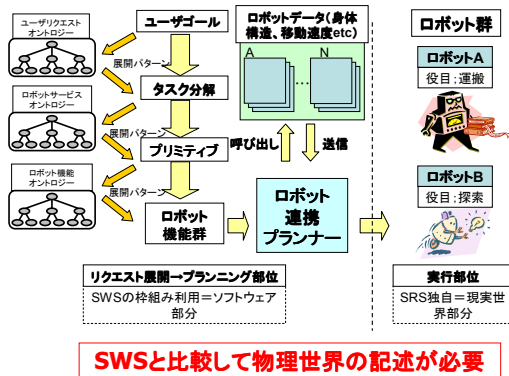 ユーザリクエスト
オントロジー
ユーザゴール
展開パターン
ロボットサービス
オントロジー
タスク分解
プリミティブ
ロボット機能
オントロジー
展開パターン
ロボット
機能群
ロボットデータ(身体
構造、移動速度etc)
A
N
…
呼び出し
送信
ロボット
連携
プランナー
ロボット群
ロボットA
役目:運搬
ロボットB
役目:探索
リクエスト展開→プランニング部位
SWSの枠組み利用=ソフトウェア
部分
実行部位
SRS独自=現実世
界部分
SWSと比較して物理世界の記述が必要